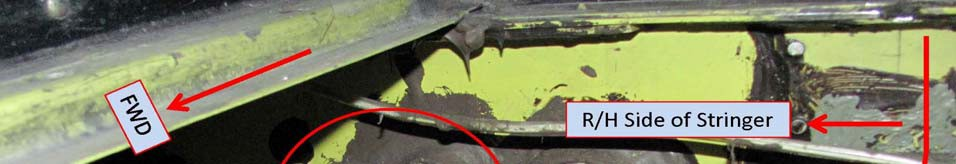 FWD
R/H Side of Stringer